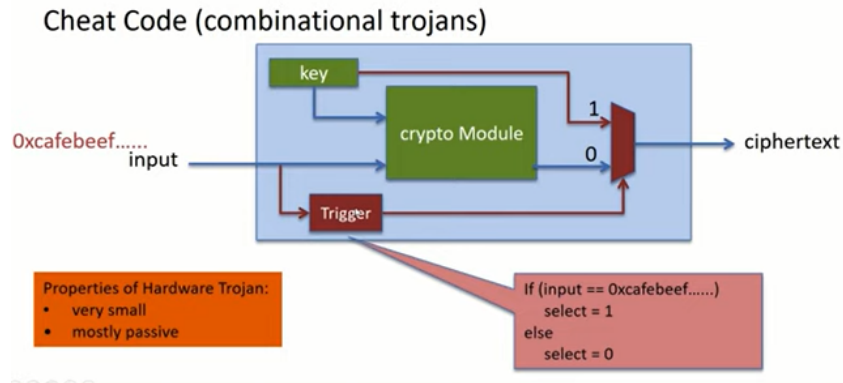 Cheat Code (combinational trojans)
key
1
crypto Module
0xcafebeef......
input
0
ciphertext
Trigger
Properties of Hardware Trojan:
• very small
• mostly passive
If (input == 0xcafebeef......)
select = 1
else
select = 0